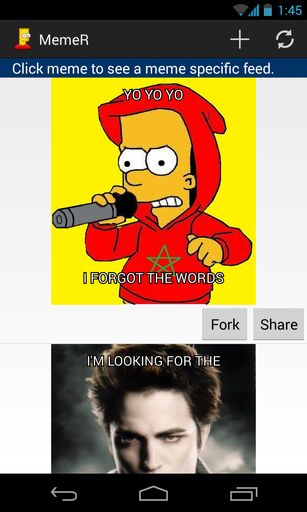 1:45
MemeR
Click meme to see a meme specific feed.
YO YO YO
I FORGOT THE WORDS
Fork Share
I'M LOOKING FOR THE